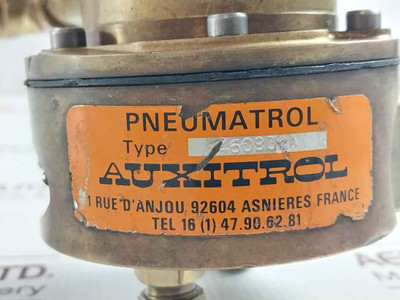 PNEUMATROL
Type
AUXITROL
1 RUE D'ANJOU 92604 ASNIERES FRANCE
TEL 16 (1) 47.90.62.81